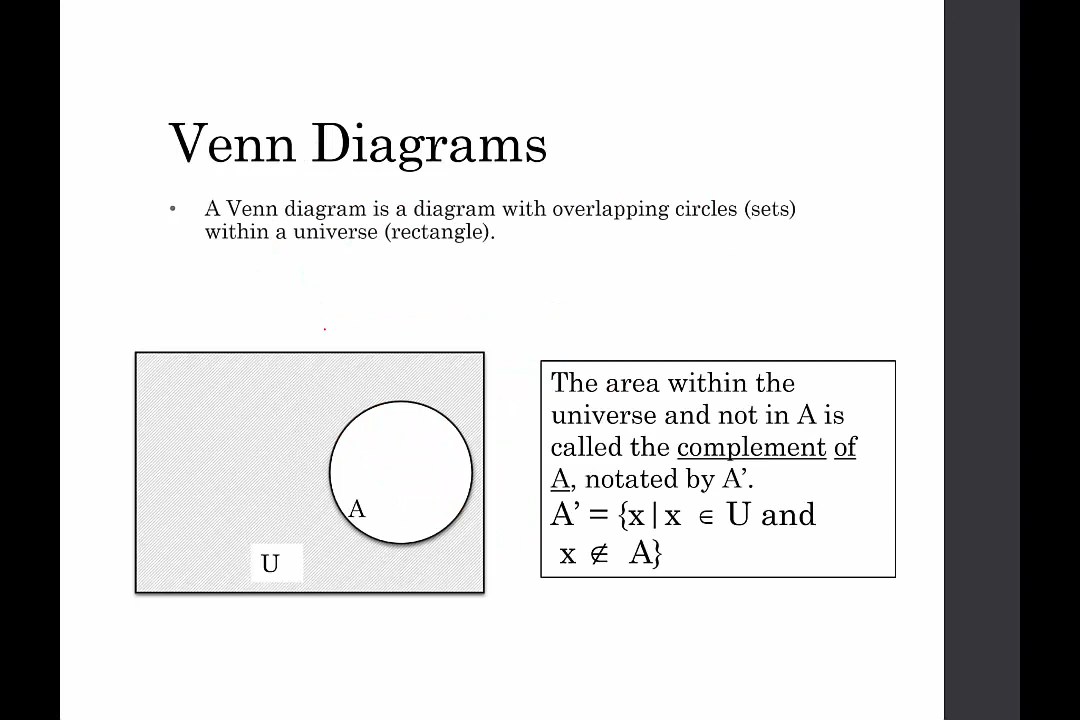 Venn Diagrams
• A Venn diagram is a diagram with overlapping circles (sets)
within a universe (rectangle).
A
U
The area within the
universe and not in A is
called the complement of
A, notated by A’.
A’ = {x|x ∈ U and
x ∉ A}